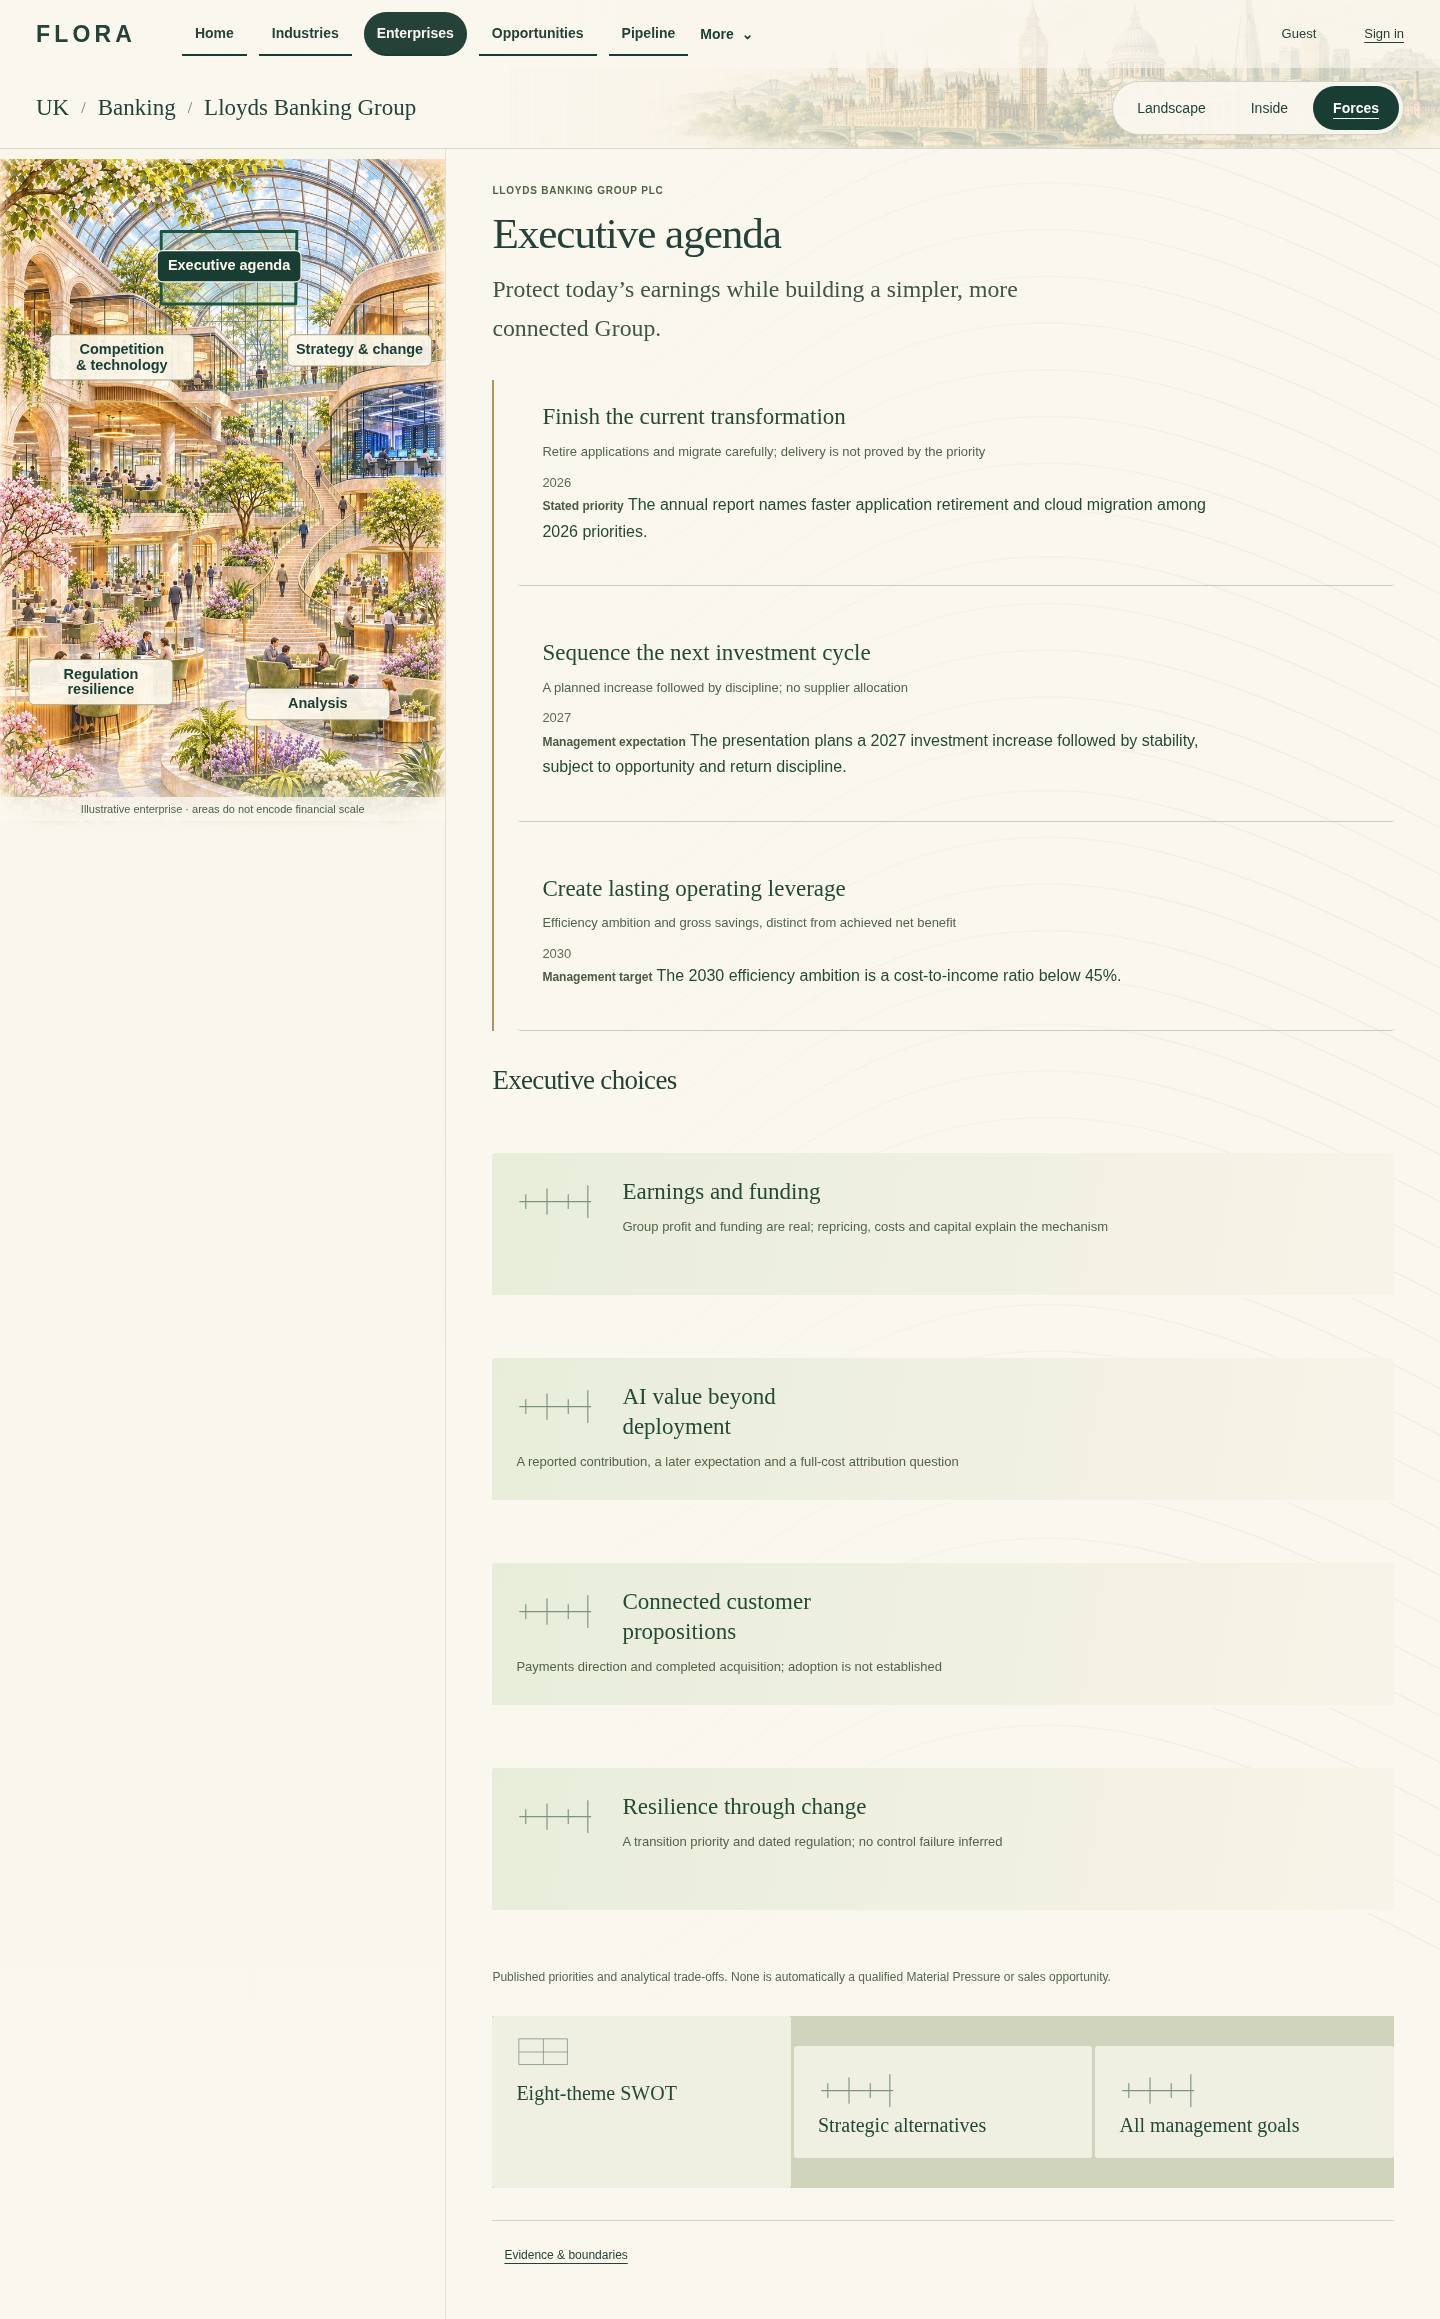 FLORA
Home
Industries
Enterprises
Opportunities
Pipeline
More
Guest
Sign in
UK / Banking / Lloyds Banking Group
Landscape
Inside
Forces
Executive agenda
Competition
& technology
Strategy & change
Regulation
resilience
Analysis
Illustrative enterprise · areas do not encode financial scale
LLOYDS BANKING GROUP PLC
Executive agenda
Protect today’s earnings while building a simpler, more
connected Group.
Finish the current transformation
Retire applications and migrate carefully; delivery is not proved by the priority
2026
Stated priority The annual report names faster application retirement and cloud migration among
2026 priorities.
Sequence the next investment cycle
A planned increase followed by discipline; no supplier allocation
2027
Management expectation The presentation plans a 2027 investment increase followed by stability,
subject to opportunity and return discipline.
Create lasting operating leverage
Efficiency ambition and gross savings, distinct from achieved net benefit
2030
Management target The 2030 efficiency ambition is a cost-to-income ratio below 45%.
Executive choices
Earnings and funding
Group profit and funding are real; repricing, costs and capital explain the mechanism
AI value beyond
deployment
A reported contribution, a later expectation and a full-cost attribution question
Connected customer
propositions
Payments direction and completed acquisition; adoption is not established
Resilience through change
A transition priority and dated regulation; no control failure inferred
Published priorities and analytical trade-offs. None is automatically a qualified Material Pressure or sales opportunity.
Eight-theme SWOT
Strategic alternatives
All management goals
Evidence & boundaries